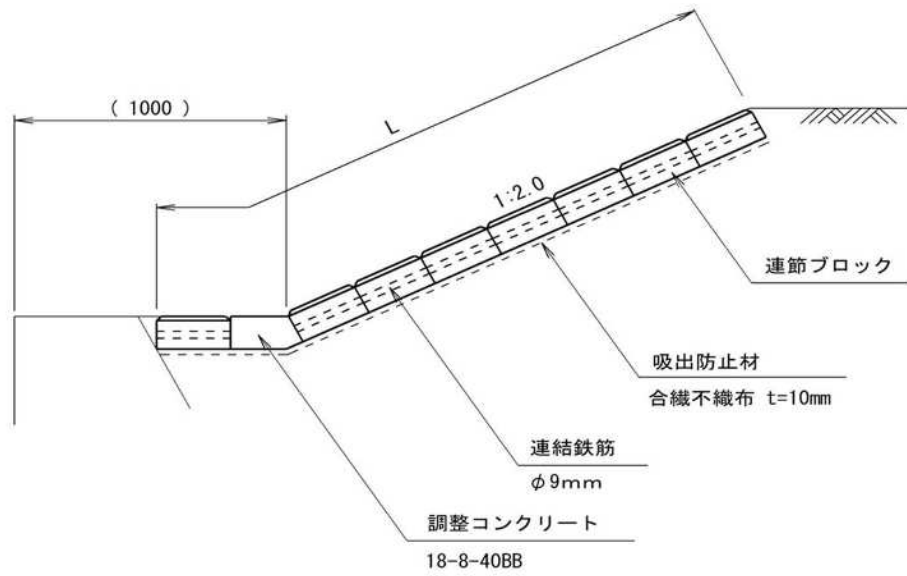 ( 1000 )
L
1:2.0
連節ブロック
吸出防止材
合繊不織布 t=10mm
連結鉄筋
φ9mm
調整コンクリート
18-8-40BB